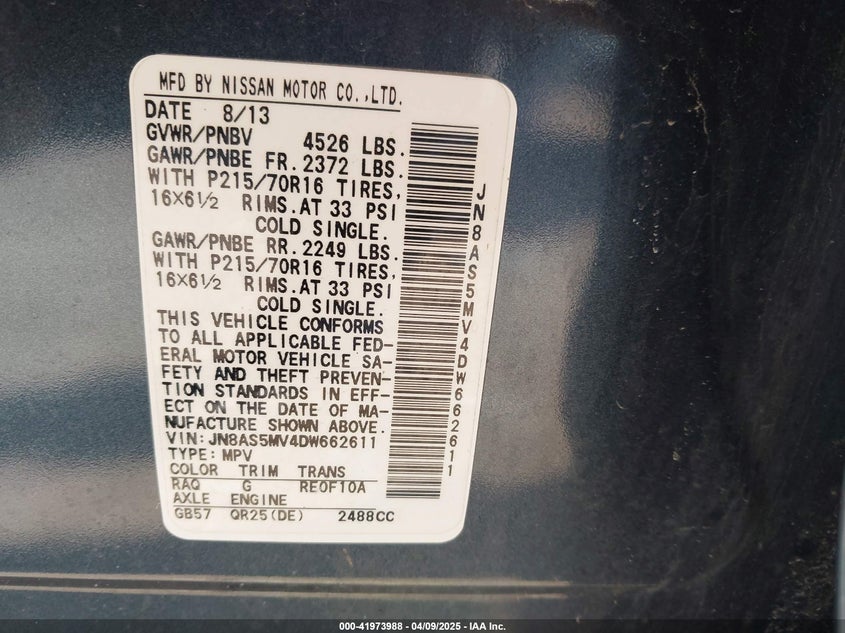 MFD BY NISSAN MOTOR CO.,LTD.
DATE 8/13
GVWR/PNBV 4526 LBS.
GAWR/PNBE FR. 2372 LBS.
WITH P215/70R16 TIRES,
16X6½ RIMS.AT 33 PSI
COLD SINGLE.
GAWR/PNBE RR. 2249 LBS.
WITH P215/70R16 TIRES,
16X6½ RIMS.AT 33 PSI
COLD SINGLE.
THIS VEHICLE CONFORMS
TO ALL APPLICABLE FED-
ERAL MOTOR VEHICLE SA-
FETY AND THEFT PREVEN-
TION STANDARDS IN EFF-
ECT ON THE DATE OF MA-
NUFACTURE SHOWN ABOVE.
VIN: JN8AS5MV4DW662611
TYPE: MPV
COLOR TRIM TRANS
RAQ G RE0F10A
AXLE ENGINE
GB57 QR25(DE) 2488CC
JN8AS5MV4DW662611
000-41973988 - 04/09/2025 - IAA Inc.